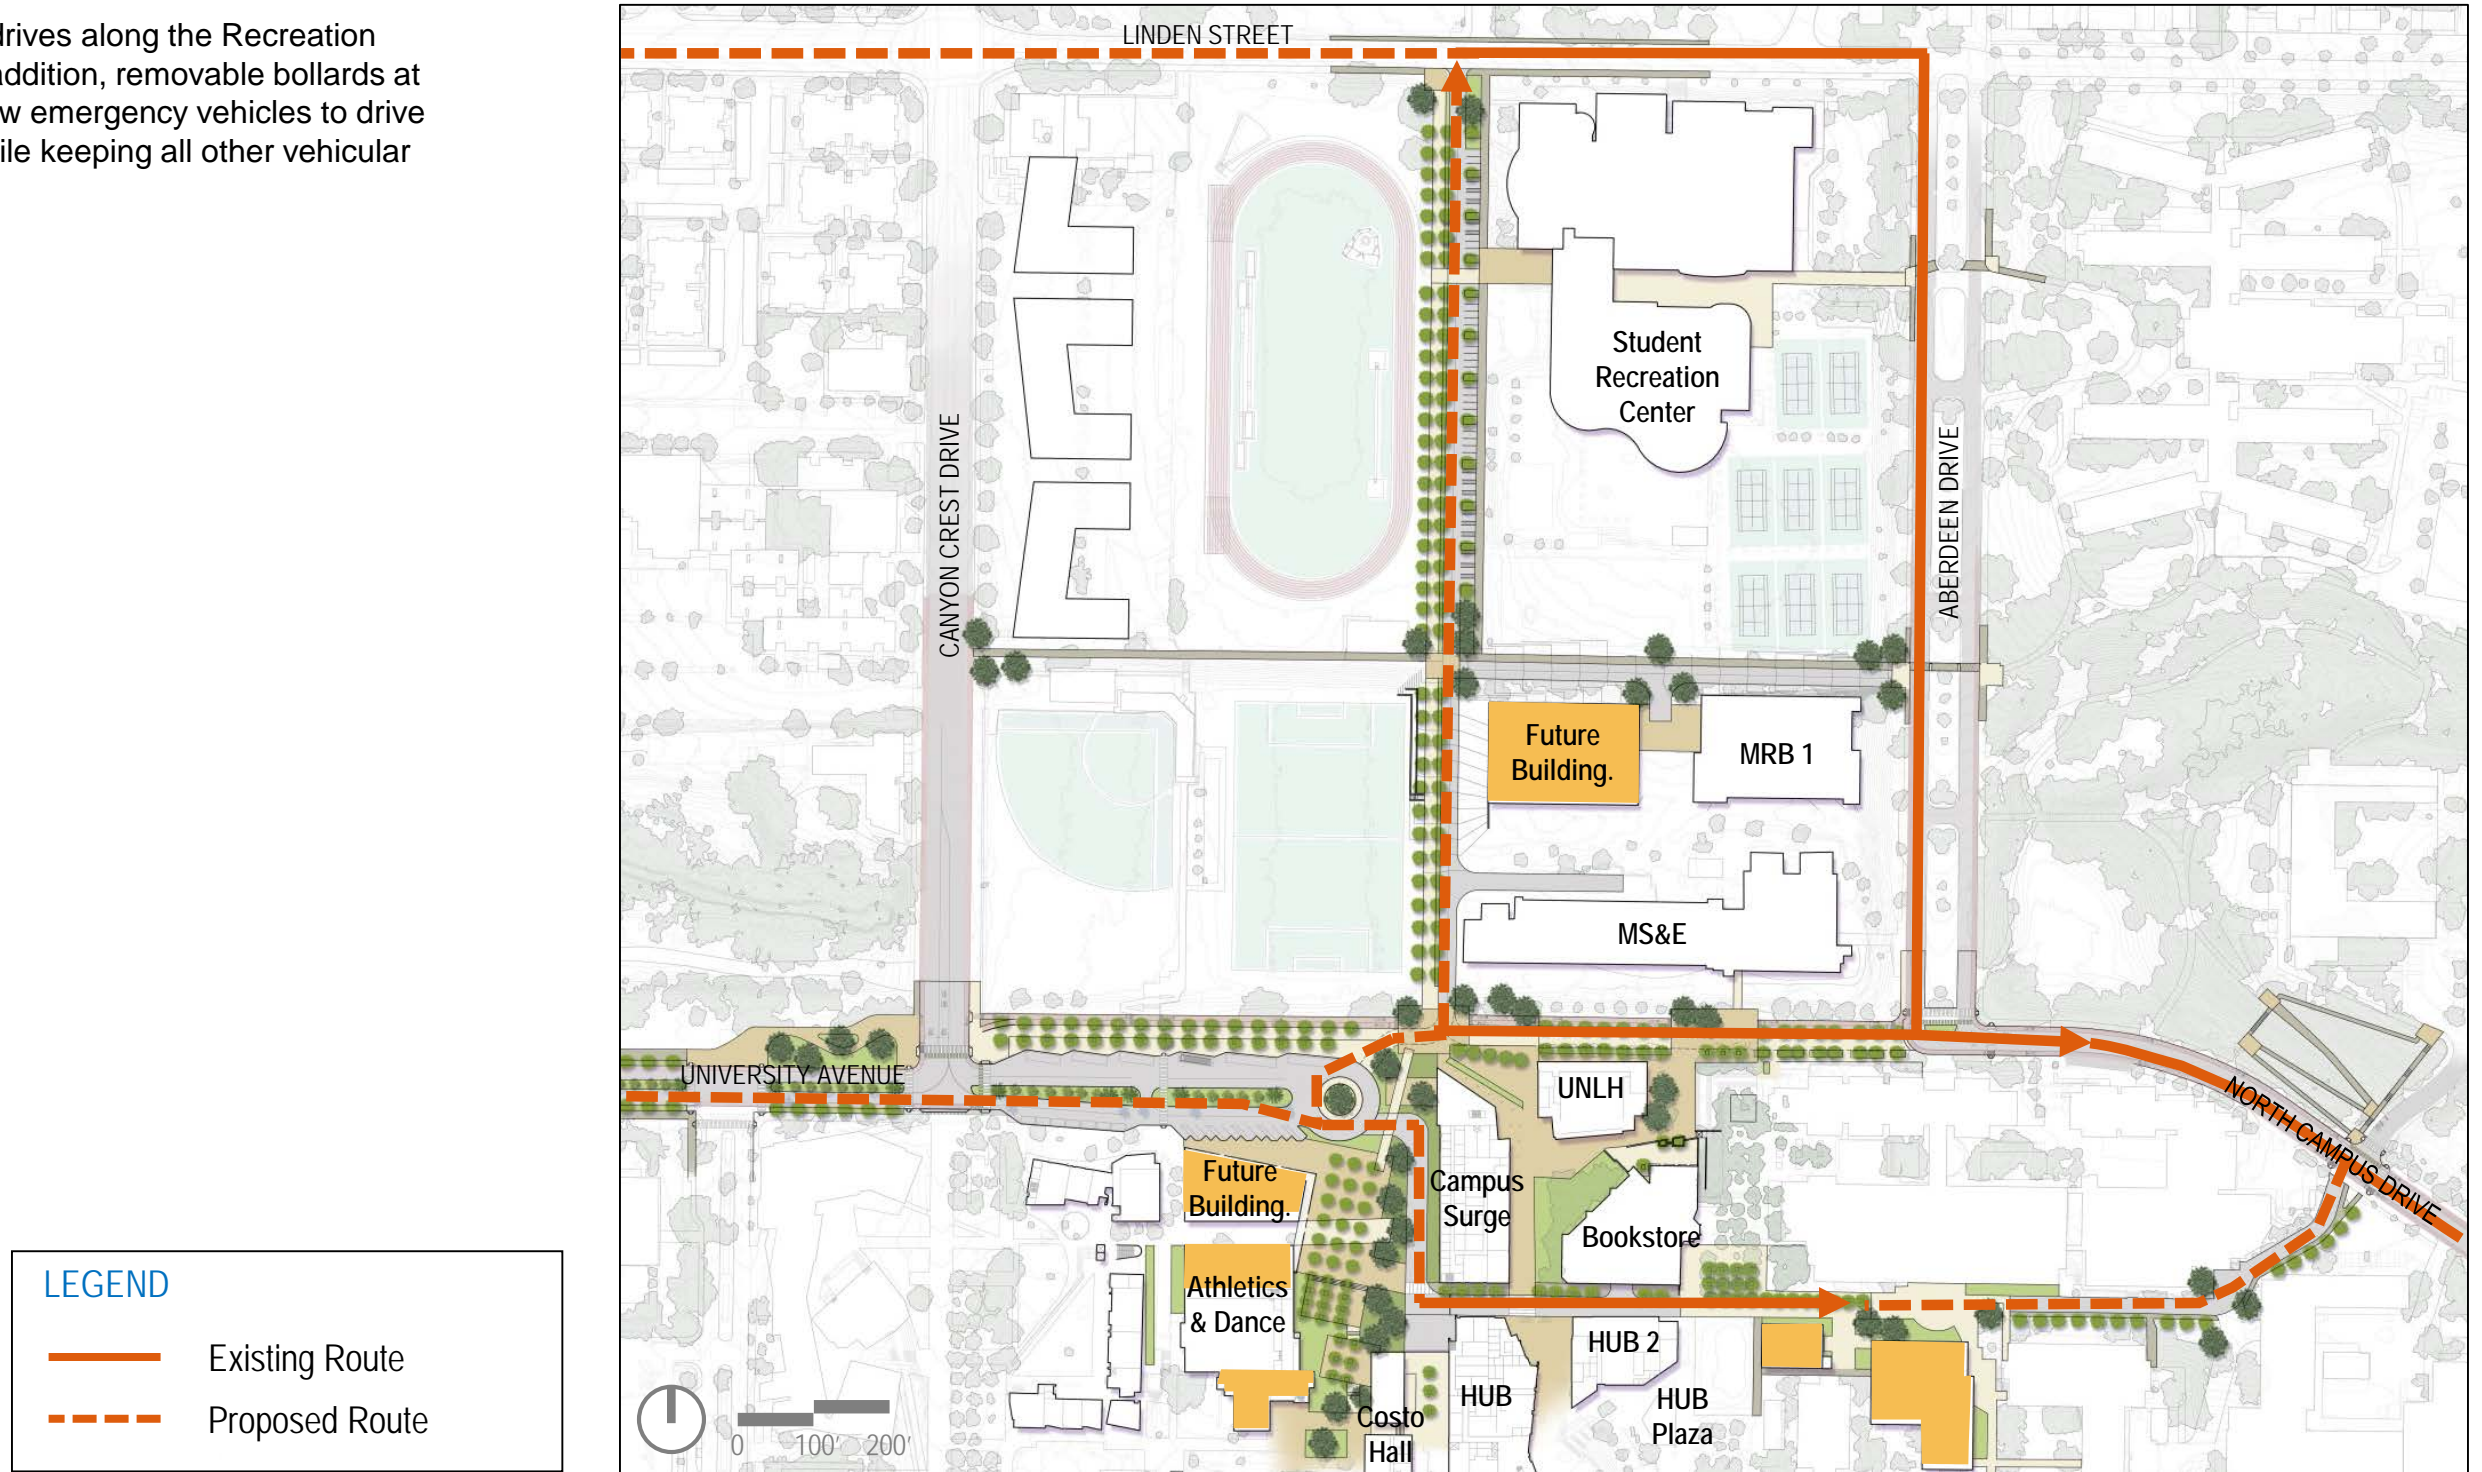 drives along the Recreation
addition, removable bollards at
w emergency vehicles to drive
ile keeping all other vehicular
LINDEN STREET
CANYON CREST DRIVE
ABERDEEN DRIVE
Student
Recreation
Center
Future
Building.
MRB 1
MS&E
UNIVERSITY AVENUE
UNLH
NORTH CAMPUS DRIVE
Future
Building.
Campus
Surge
Bookstore
Athletics
& Dance
HUB 2
HUB
HUB
Plaza
Costo
Hall
0 100' 200'
LEGEND
Existing Route
Proposed Route